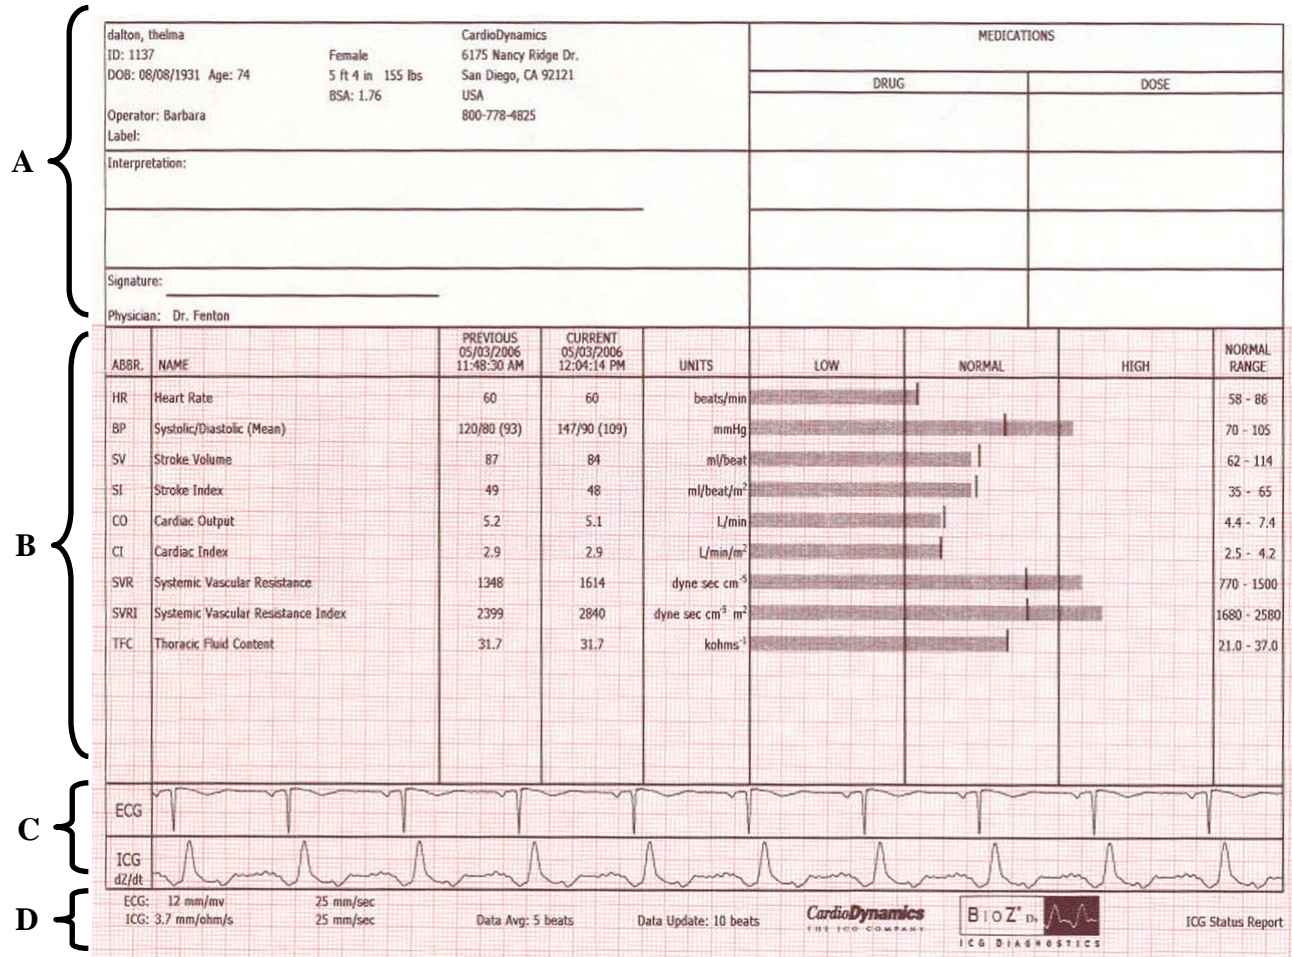 A
dalton, thelma
ID: 1137
DOB: 08/08/1931 Age: 74
Operator: Barbara
Label:
Female
5 ft 4 in 155 lbs
BSA: 1.76
CardioDynamics
6175 Nancy Ridge Dr.
San Diego, CA 92121
USA
800-778-4825
MEDICATIONS
DRUG DOSE
Interpretation:
Signature:
Physician: Dr. Fenton
B
ABBR. NAME PREVIOUS 05/03/2006 11:48:30 AM CURRENT 05/03/2006 12:04:14 PM UNITS LOW NORMAL HIGH NORMAL RANGE
HR Heart Rate 60 60 beats/min 58 - 86
BP Systolic/Diastolic (Mean) 120/80 (93) 147/90 (109) mmHg 70 - 105
SV Stroke Volume 87 84 ml/beat 62 - 114
SI Stroke Index 49 48 ml/beat/m² 35 - 65
CO Cardiac Output 5.2 5.1 L/min 4.4 - 7.4
CI Cardiac Index 2.9 2.9 L/min/m² 2.5 - 4.2
SVR Systemic Vascular Resistance 1348 1614 dyne sec cm⁻⁵ 770 - 1500
SVRI Systemic Vascular Resistance Index 2399 2840 dyne sec cm⁻⁵ m² 1680 - 2580
TFC Thoracic Fluid Content 31.7 31.7 kohms⁻¹ 21.0 - 37.0
C
ECG
ICG
dZ/dt
D
ECG: 12 mm/mv 25 mm/sec
ICG: 3.7 mm/ohm/s 25 mm/sec
Data Avg: 5 beats
Data Update: 10 beats
CardioDynamics
THE ICG COMPANY
BioZ Dx
ICG DIAGNOSTICS
ICG Status Report